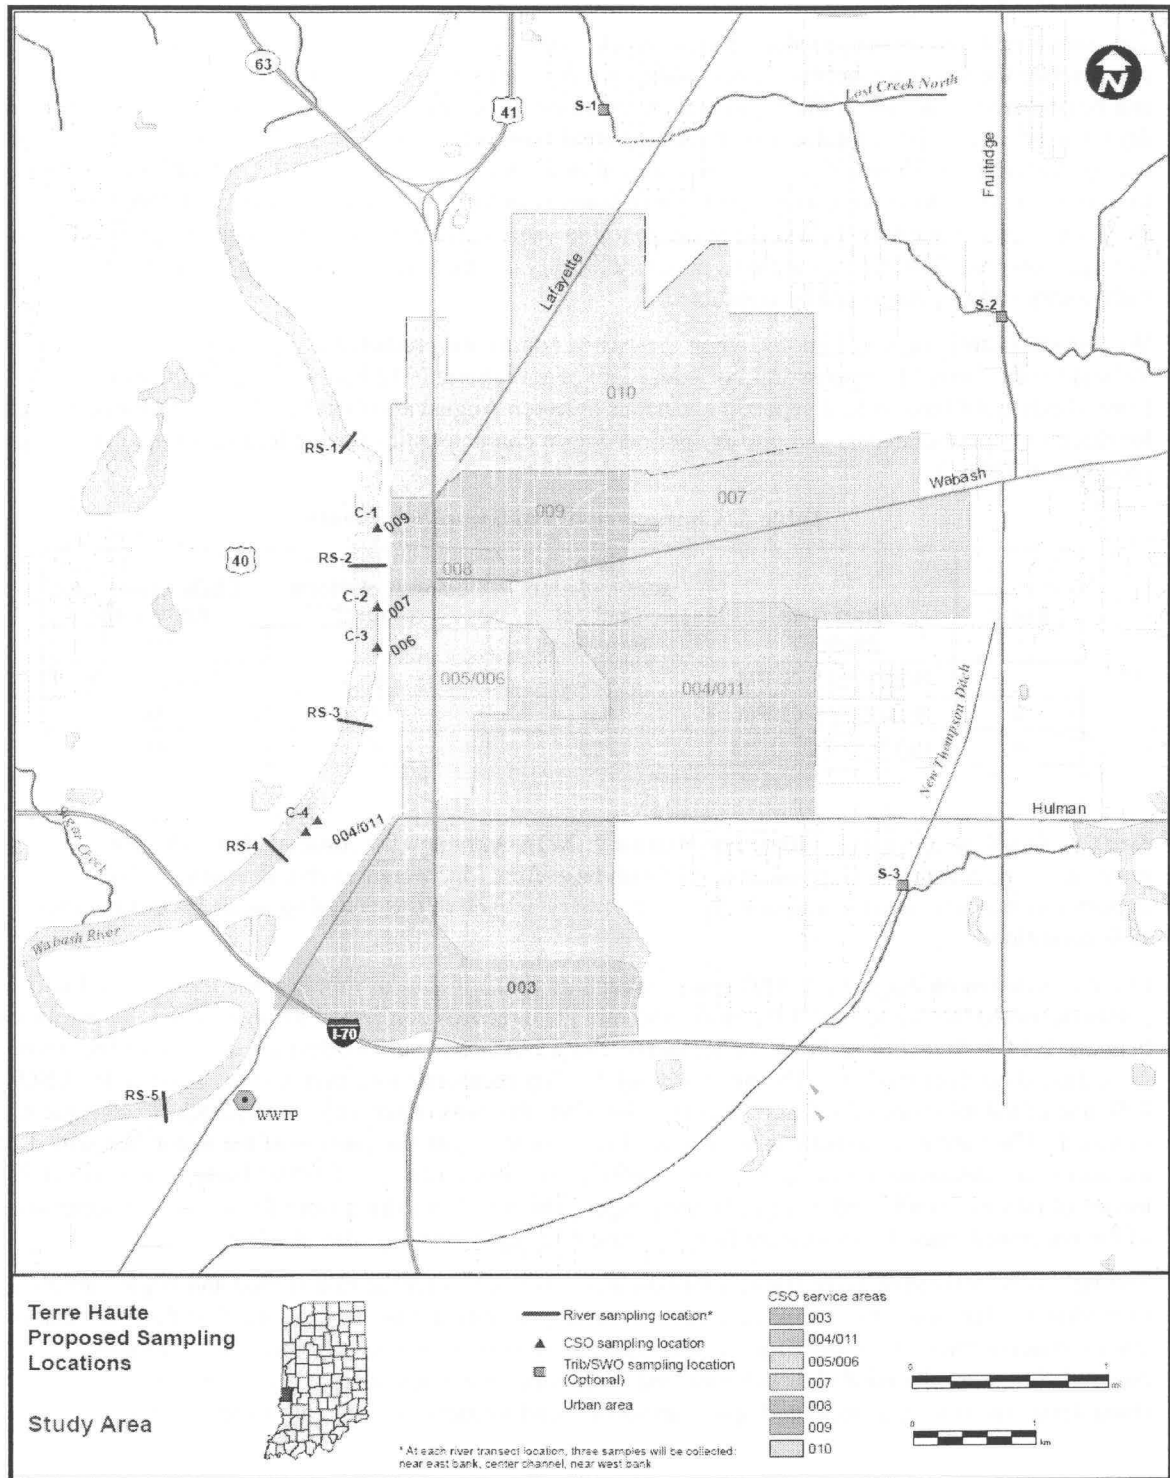 63
41
S-1
Lost Creek North
N
Fruitridge
Lafayette
S-2
010
RS-1
Wabash
007
C-1
009
009
40
RS-2
008
C-2
007
C-3
006
005/006
004/011
RS-3
New Thompson Ditch
0
Hulman
C-4
004/011
RS-4
Sugar Creek
S-3
Wabash River
003
I-70
RS-5
WWTP
Terre Haute
Proposed Sampling
Locations
Study Area
River sampling location*
CSO sampling location
Trib/SWO sampling location
(Optional)
Urban area
* At each river transect location, three samples will be collected:
near east bank, center channel, near west bank
CSO service areas
003
004/011
005/006
007
008
009
010
0 1
mi
0 1
km